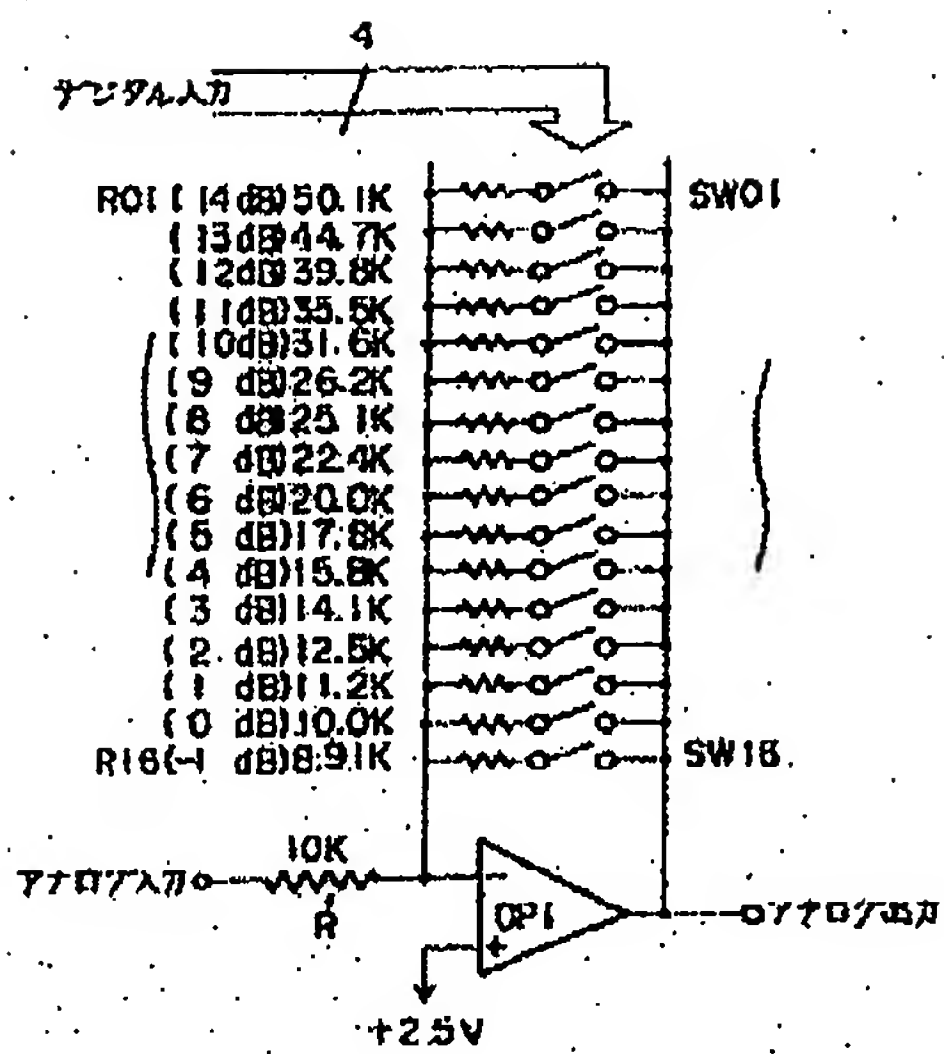 4
デジタル入力
R01 (14dB) 50.1K SW01
(13dB) 44.7K
(12dB) 39.8K
(11dB) 35.5K
(10dB) 31.6K
(9 dB) 26.2K
(8 dB) 25.1K
(7 dB) 22.4K
(6 dB) 20.0K
(5 dB) 17.8K
(4 dB) 15.8K
(3 dB) 14.1K
(2 dB) 12.5K
(1 dB) 11.2K
(0 dB) 10.0K
R16 (-1 dB) 8.91K SW16
10K
アナログ入力
R
-
OP1
+
アナログ出力
+2.5V